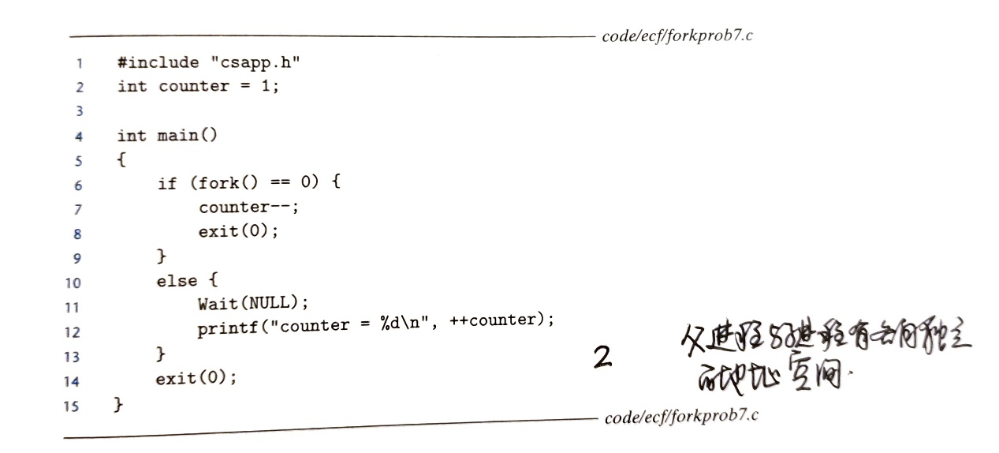 code/ecf/forkprob7.c
1 #include "csapp.h"
2 int counter = 1;
3
4 int main()
5 {
6 if (fork() == 0) {
7 counter--;
8 exit(0);
9 }
10 else {
11 Wait(NULL);
12 printf("counter = %d\n", ++counter);
13 }
14 exit(0);
15 }
2
父进程与子进程有各自独立
的地址空间.
code/ecf/forkprob7.c